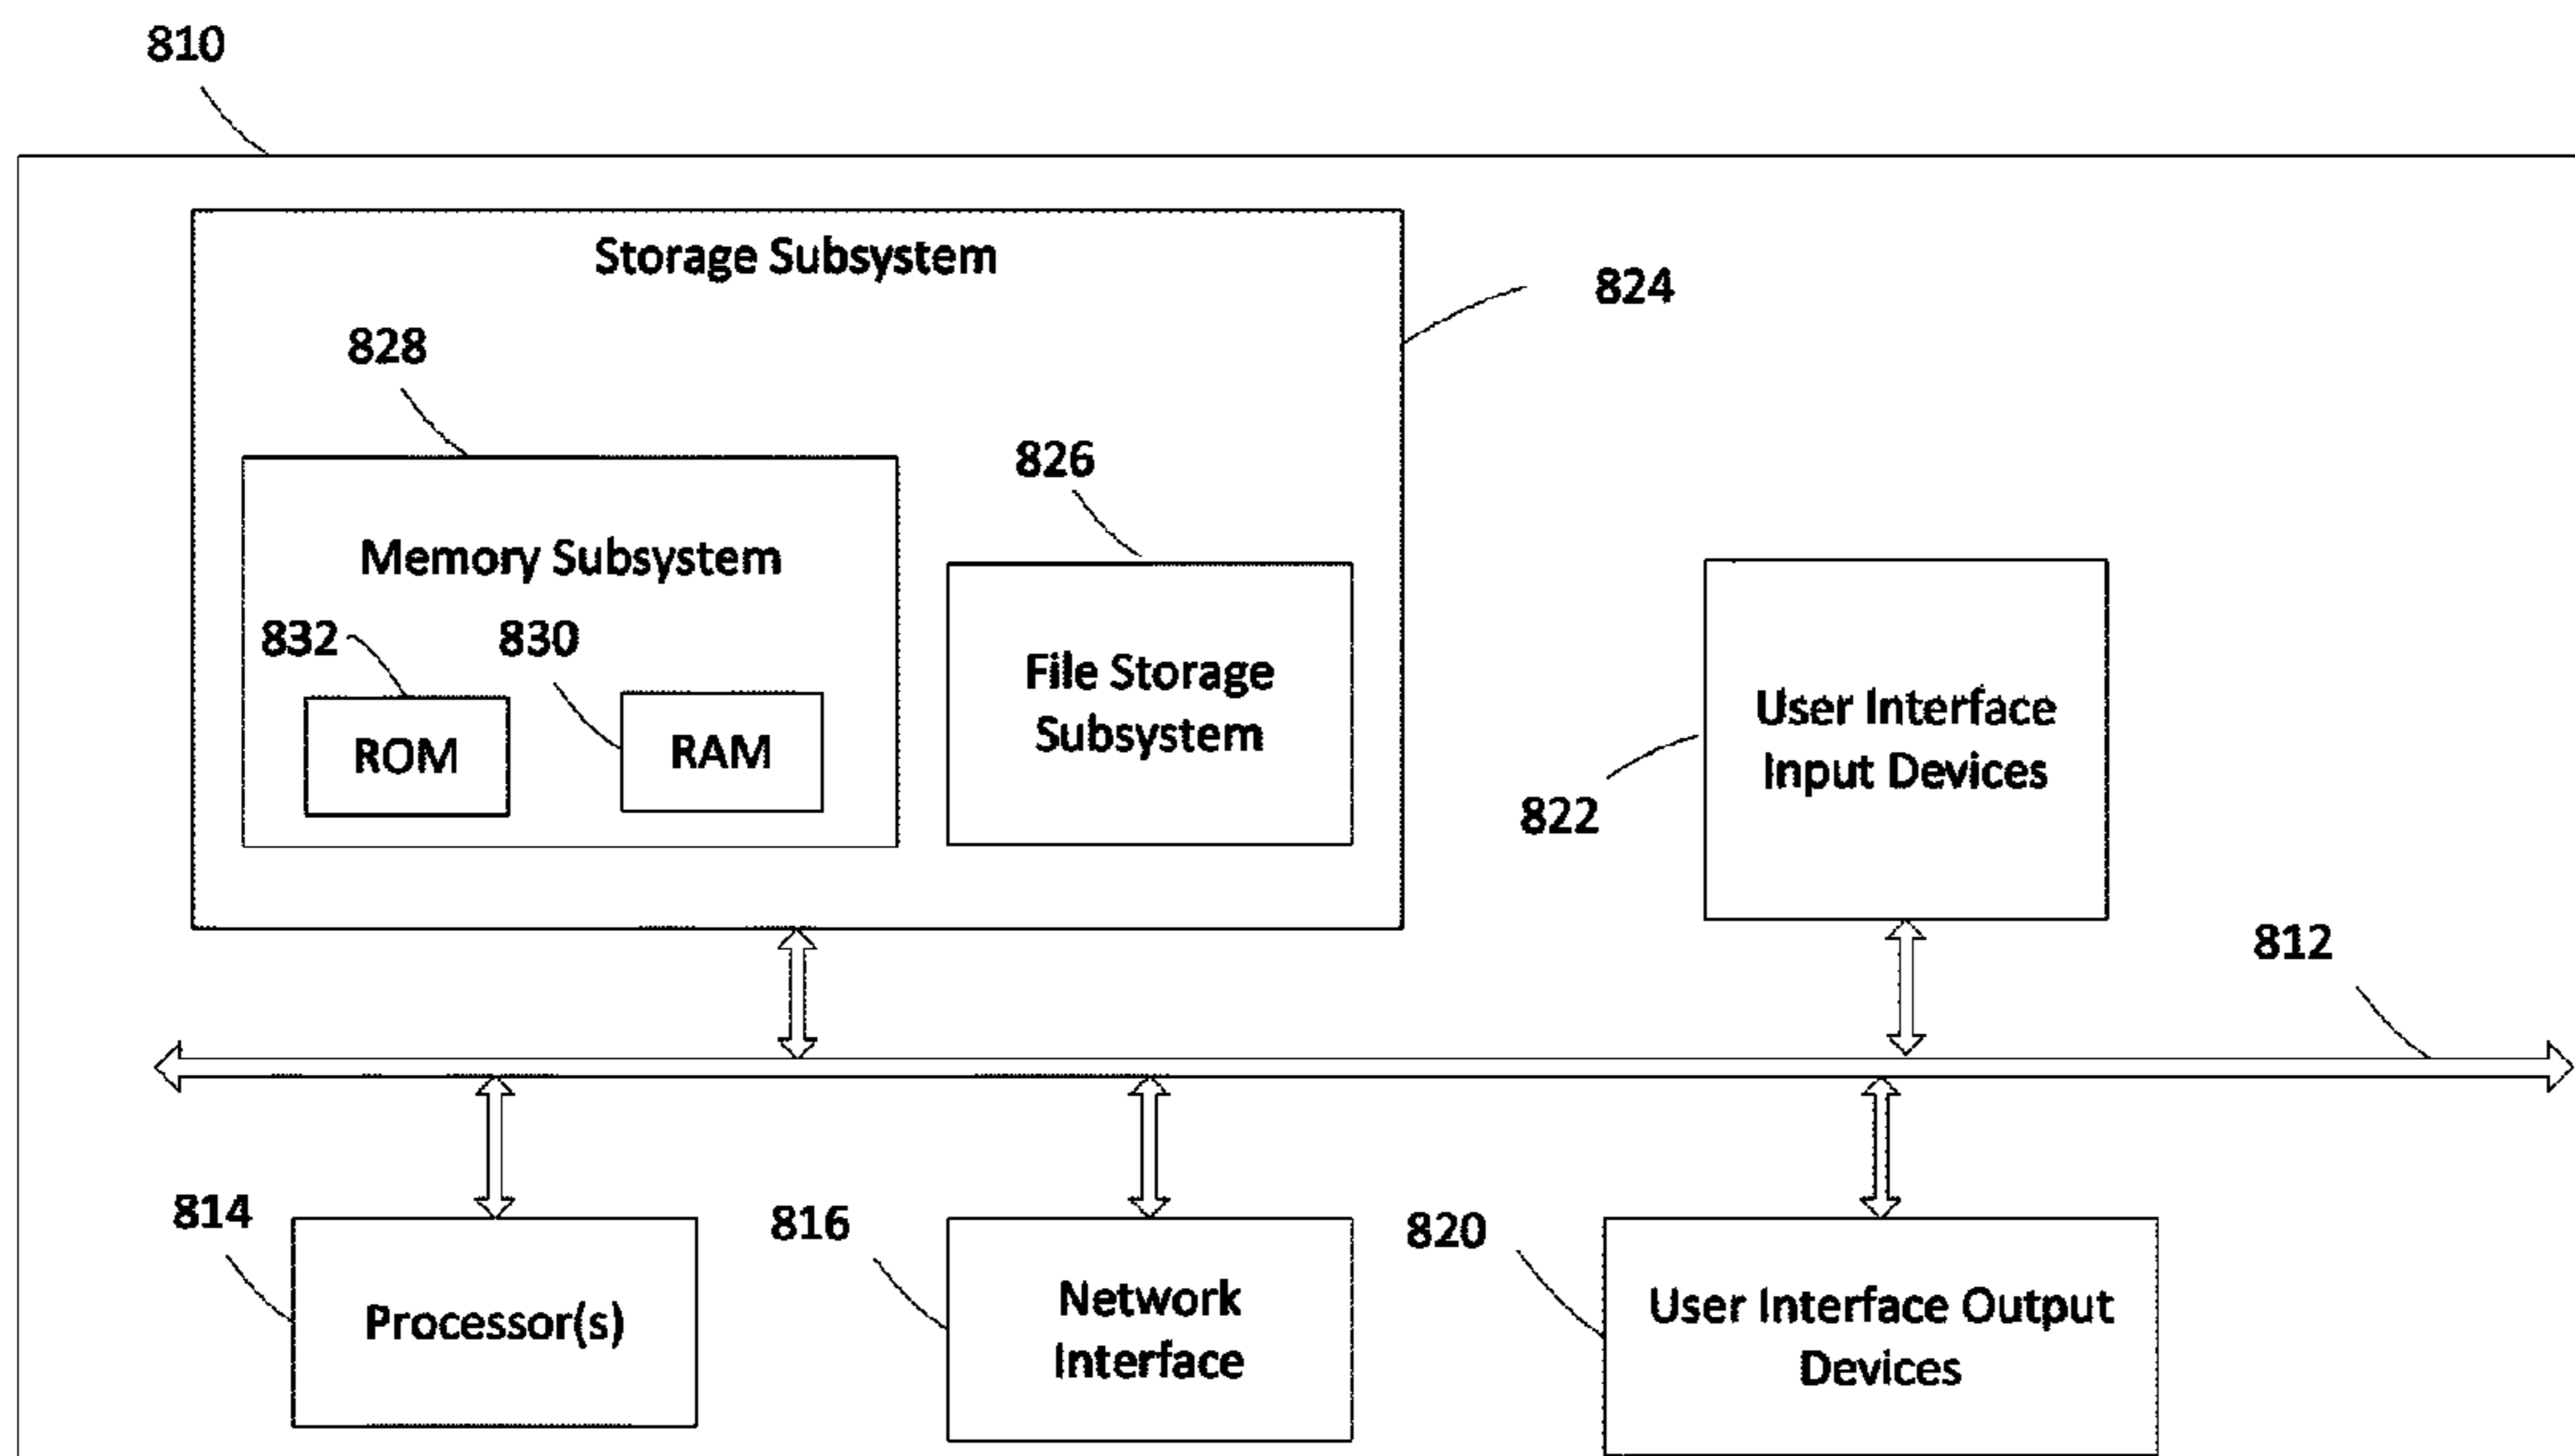 810
Storage Subsystem
824
828
826
Memory Subsystem
832
830
ROM
RAM
File Storage
Subsystem
User Interface
Input Devices
822
812
814
Processor(s)
816
Network
Interface
820
User Interface Output
Devices